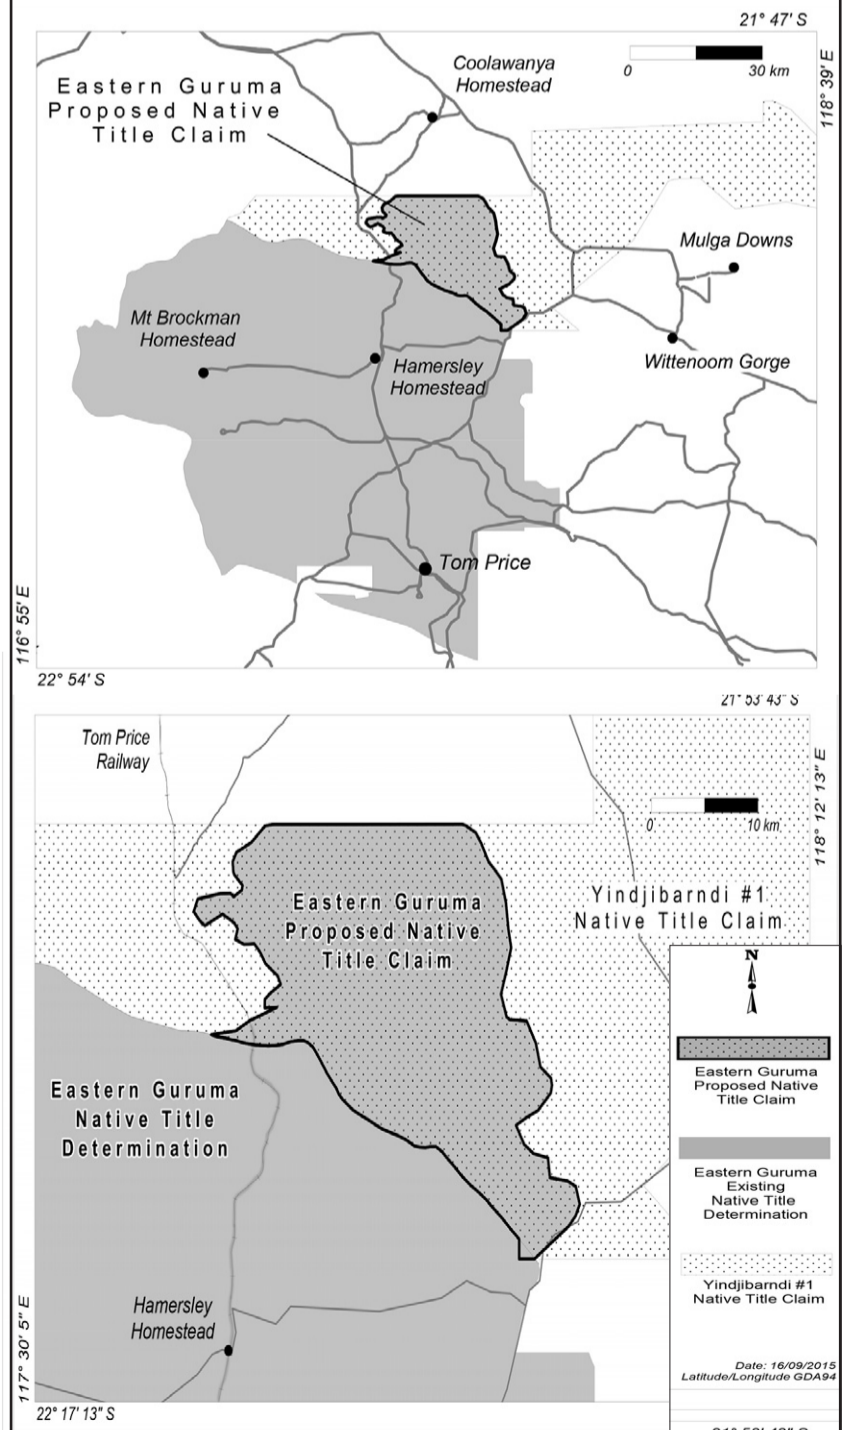 21° 47' S
118° 39' E
0
30 km
Coolawanya
Homestead
Eastern Guruma
Proposed Native
Title Claim
Mulga Downs
Mt Brockman
Homestead
Hamersley
Homestead
Wittenoom Gorge
Tom Price
116° 55' E
22° 54' S
21° 53' 43" S
Tom Price
Railway
118° 12' 13" E
0
10 km
Yindjibarndi #1
Native Title Claim
Eastern Guruma
Proposed Native
Title Claim
N
Eastern Guruma
Proposed Native
Title Claim
Eastern Guruma
Native Title
Determination
Eastern Guruma
Existing
Native Title
Determination
Yindjibarndi #1
Native Title Claim
Hamersley
Homestead
117° 30' 5" E
Date: 16/09/2015
Latitude/Longitude GDA94
22° 17' 13" S